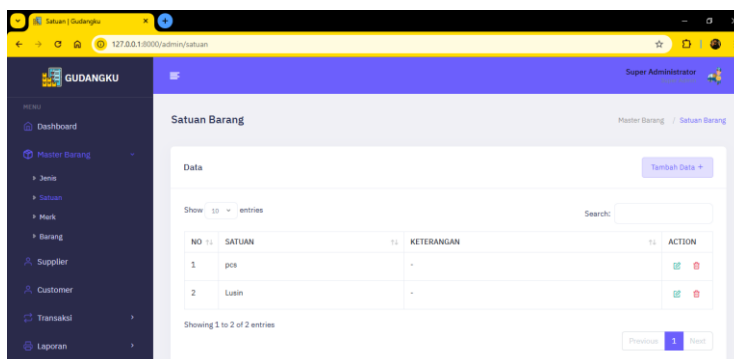 Satuan | Gudangku
127.0.0.1:8000/admin/satuan
GUDANGKU
Super Administrator
MENU
Dashboard
Master Barang
Jenis
Satuan
Merk
Barang
Supplier
Customer
Transaksi
Laporan
Satuan Barang
Master Barang / Satuan Barang
Data
Tambah Data +
Show 10 entries
Search:
NO SATUAN KETERANGAN ACTION
1 pcs -
2 Lusin -
Showing 1 to 2 of 2 entries
Previous 1 Next